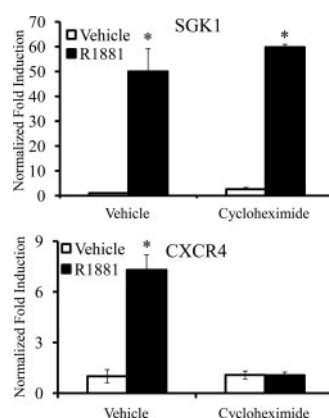 SGK1
Normalized Fold Induction
70
60
50
40
30
20
10
0
Vehicle
R1881
*
*
Vehicle
Cycloheximide
CXCR4
Normalized Fold Induction
9
6
3
0
Vehicle
R1881
*
Vehicle
Cycloheximide